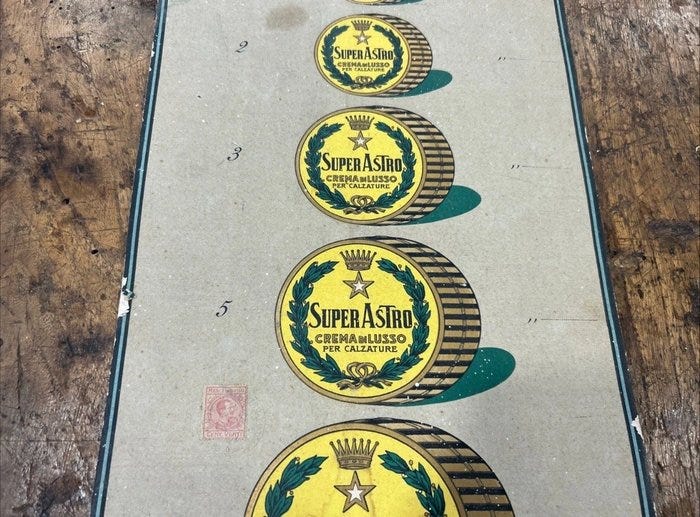 2
SUPER ASTRO
CREMA DI LUSSO
PER CALZATURE
"
3
SUPER ASTRO
CREMA DI LUSSO
PER CALZATURE
"
5
SUPER ASTRO
CREMA DI LUSSO
PER CALZATURE
"